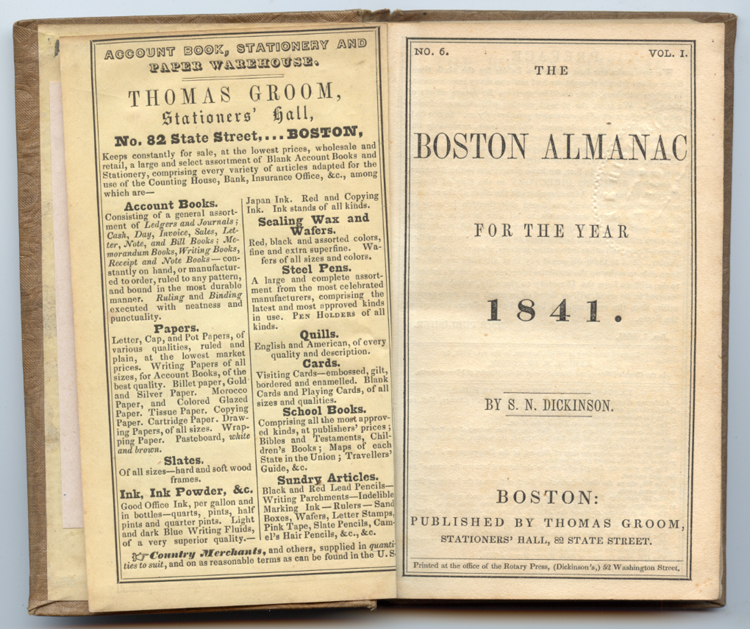 ACCOUNT BOOK, STATIONERY AND
PAPER WAREHOUSE.
THOMAS GROOM,
Stationers' Hall,
No. 82 State Street,....BOSTON,
Keeps constantly for sale, at the lowest prices, wholesale and
retail, a large and select assortment of Blank Account Books and
Stationery, comprising every variety of articles adapted for the
use of the Counting House, Bank, Insurance Office, &c., among
which are—
Account Books.
Consisting of a general assort-
ment of Ledgers and Journals;
Cash, Day, Invoice, Sales, Let-
ter, Note, and Bill Books; Me-
morandum Books, Writing Books,
Receipt and Note Books—con-
stantly on hand, or manufactur-
ed to order, ruled to any pattern,
and bound in the most durable
manner. Ruling and Binding
executed with neatness and
punctuality.
Papers.
Letter, Cap, and Pot Papers, of
various qualities, ruled and
plain, at the lowest market
prices. Writing Papers of all
sizes, for Account Books, of the
best quality. Billet paper, Gold
and Silver Paper. Morocco
Paper, and Colored Glazed
Paper. Tissue Paper. Copying
Paper. Cartridge Paper. Draw-
ing Papers, of all sizes. Wrap-
ping Paper. Pasteboard, white
and brown.
Slates.
Of all sizes—hard and soft wood
frames.
Ink, Ink Powder, &c.
Good Office Ink, per gallon and
in bottles—quarts, pints, half
pints and quarter pints. Light
and dark Blue Writing Fluids,
of a very superior quality.—
Japan Ink. Red and Copying
Ink. Ink stands of all kinds.
Sealing Wax and
Wafers.
Red, black and assorted colors,
fine and extra superfine. Wa-
fers of all sizes and colors.
Steel Pens.
A large and complete assort-
ment from the most celebrated
manufacturers, comprising the
latest and most approved kinds
in use. PEN HOLDERS of all
kinds.
Quills.
English and American, of every
quality and description.
Cards.
Visiting Cards—embossed, gilt,
bordered and enamelled. Blank
Cards and Playing Cards, of all
sizes and qualities.
School Books.
Comprising all the most approv-
ed kinds, at publishers' prices;
Bibles and Testaments, Chil-
dren's Books; Maps of each
State in the Union; Travellers'
Guide, &c.
Sundry Articles.
Black and Red Lead Pencils—
Writing Parchments—Indelible
Marking Ink—Rulers—Sand
Boxes, Wafers, Letter Stamps,
Pink Tape, Slate Pencils, Cam-
el's Hair Pencils, &c., &c.
☞ Country Merchants, and others, supplied in quanti-
ties to suit, and on as reasonable terms as can be found in the U. S.
NO. 6. VOL. I.
THE
BOSTON ALMANAC
FOR THE YEAR
1841.
BY S. N. DICKINSON.
BOSTON:
PUBLISHED BY THOMAS GROOM,
STATIONERS' HALL, 82 STATE STREET.
Printed at the office of the Rotary Press, (Dickinson's,) 52 Washington Street.